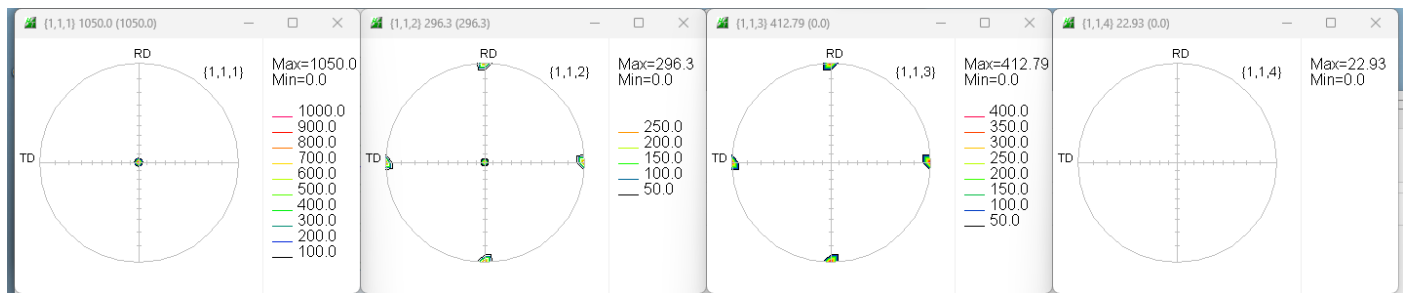 {1,1,1} 1050.0 (1050.0)
RD
{1,1,1}
TD
Max=1050.0
Min=0.0
1000.0
900.0
800.0
700.0
600.0
500.0
400.0
300.0
200.0
100.0
{1,1,2} 296.3 (296.3)
RD
{1,1,2}
TD
Max=296.3
Min=0.0
250.0
200.0
150.0
100.0
50.0
{1,1,3} 412.79 (0.0)
RD
{1,1,3}
TD
Max=412.79
Min=0.0
400.0
350.0
300.0
250.0
200.0
150.0
100.0
50.0
{1,1,4} 22.93 (0.0)
RD
{1,1,4}
TD
Max=22.93
Min=0.0